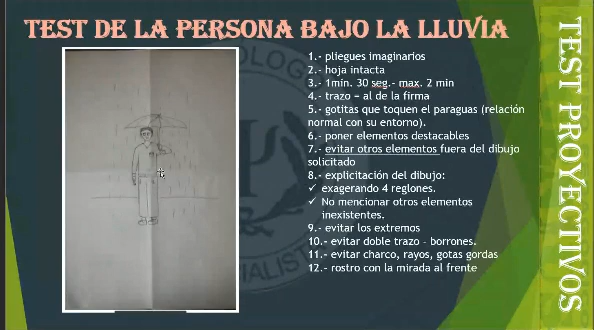 TEST DE LA PERSONA BAJO LA LLUVIA
1.- pliegues imaginarios
2.- hoja intacta
3.- 1min. 30 seg.- max. 2 min
4.- trazo = al de la firma
5.- gotitas que toquen el paraguas (relación
normal con su entorno).
6.- poner elementos destacables
7.- evitar otros elementos fuera del dibujo
solicitado
8.- explicitación del dibujo:
✓ exagerando 4 reglones.
✓ No mencionar otros elementos
inexistentes.
9.- evitar los extremos
10.- evitar doble trazo – borrones.
11.- evitar charco, rayos, gotas gordas
12.- rostro con la mirada al frente
TEST PROYECTIVOS